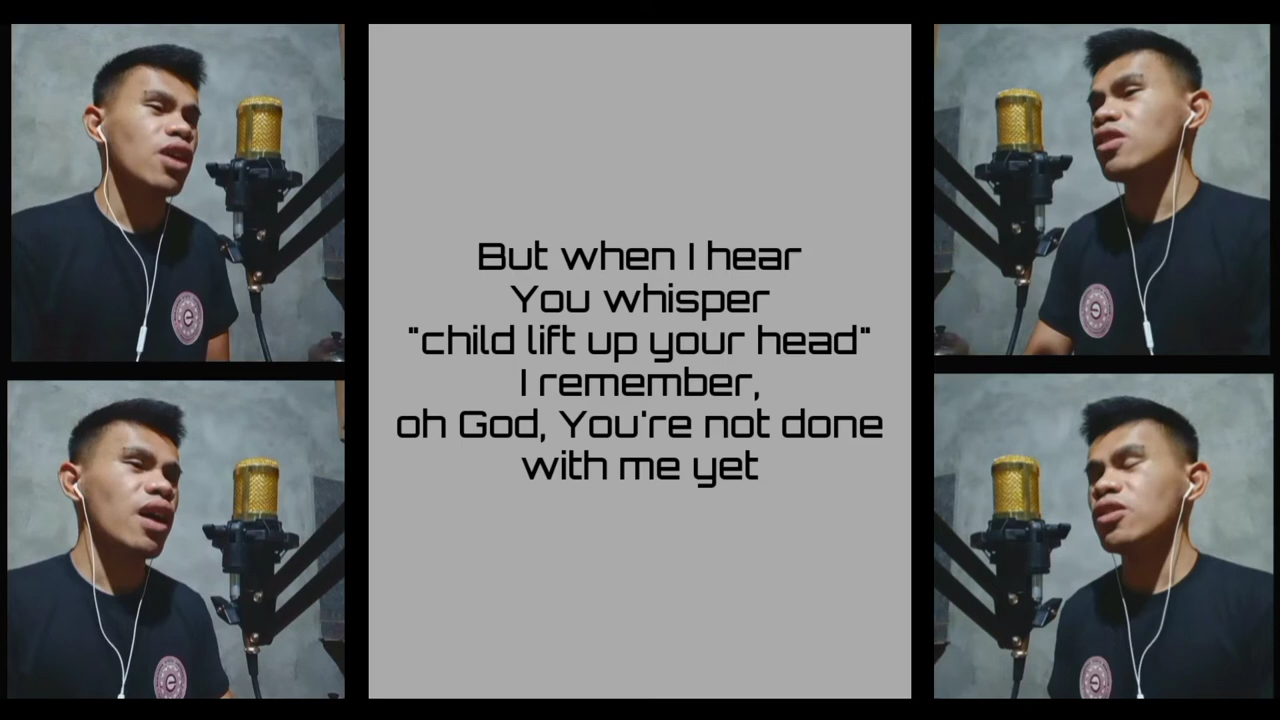 But when I hear
You whisper
"child lift up your head"
I remember,
oh God, You're not done
with me yet